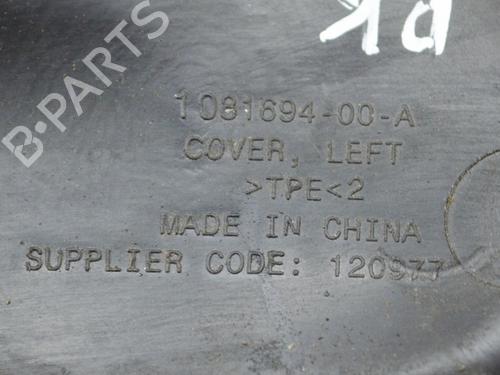 1081694-00-A
COVER, LEFT
>TPE<2
MADE IN CHINA
SUPPLIER CODE: 120977
B-PARTS